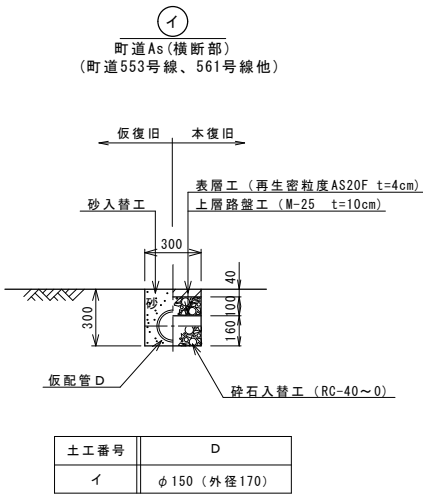 イ
町道As(横断部)
(町道553号線、561号線他)
仮復旧 本復旧
表層工(再生密粒度AS20F t=4cm)
砂入替工 上層路盤工(M-25 t=10cm)
300
40
砂
300
100
160
仮配管D
砕石入替工(RC-40〜0)
土工番号 D
イ φ150(外径170)